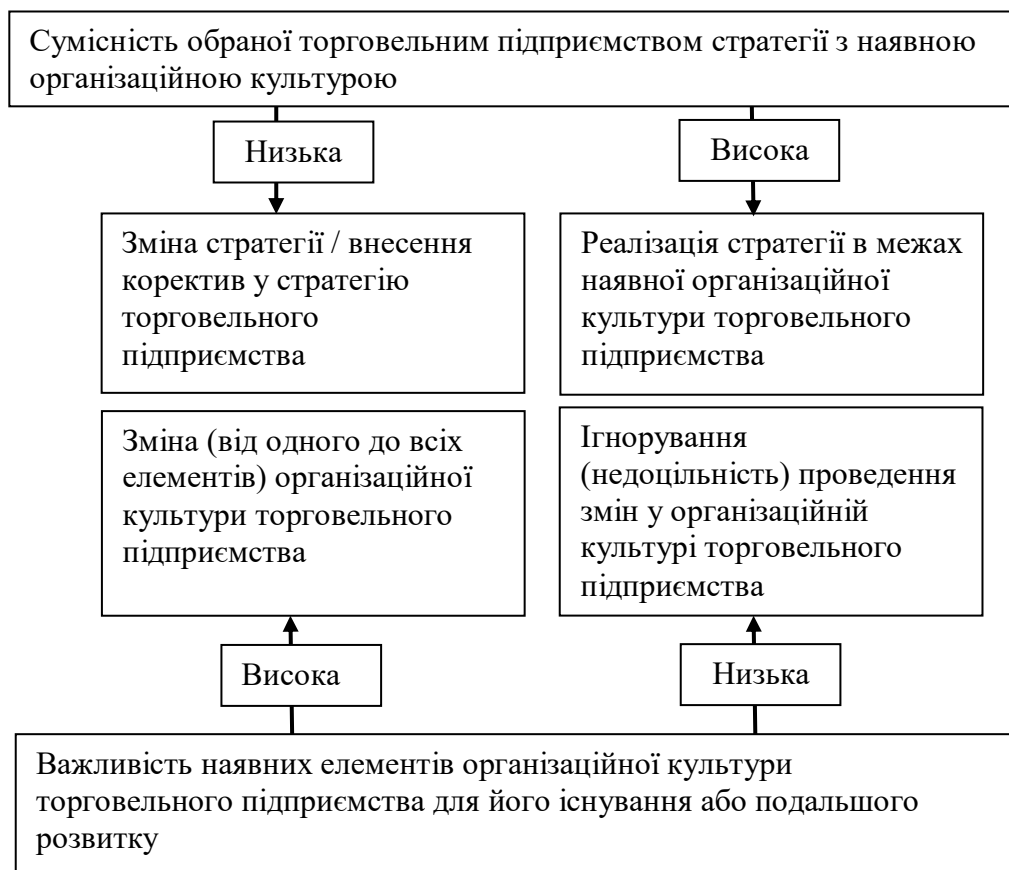 Сумісність обраної торговельним підприємством стратегії з наявною
організаційною культурою
Низька
Висока
Зміна стратегії / внесення
коректив у стратегію
торговельного
підприємства
Реалізація стратегії в межах
наявної організаційної
культури торговельного
підприємства
Зміна (від одного до всіх
елементів) організаційної
культури торговельного
підприємства
Ігнорування
(недоцільність) проведення
змін у організаційній
культурі торговельного
підприємства
Висока
Низька
Важливість наявних елементів організаційної культури
торговельного підприємства для його існування або подальшого
розвитку